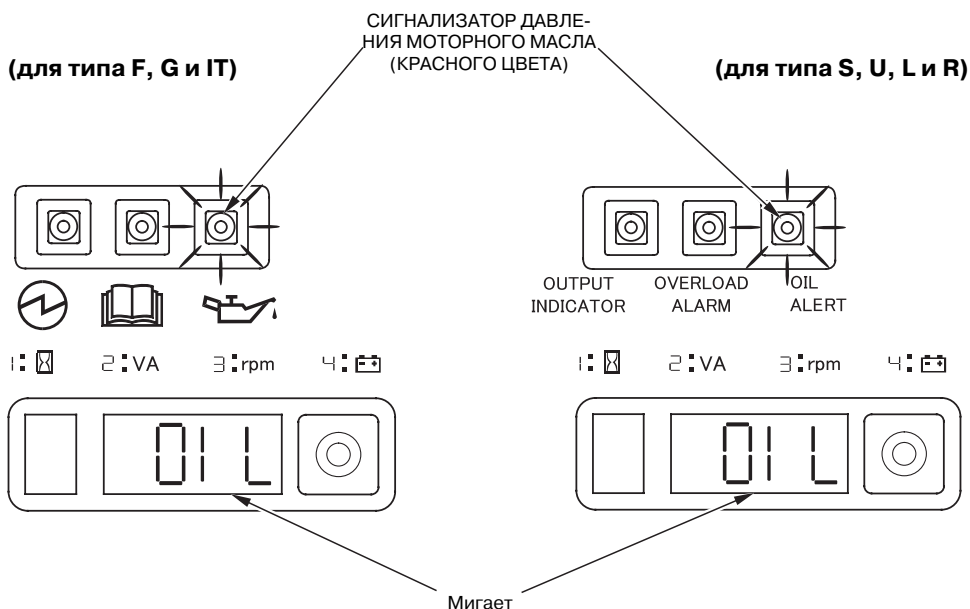 СИГНАЛИЗАТОР ДАВЛЕ-
НИЯ МОТОРНОГО МАСЛА
(КРАСНОГО ЦВЕТА)
(для типа F, G и IT)
(для типа S, U, L и R)
OUTPUT
INDICATOR
OVERLOAD
ALARM
OIL
ALERT
1: 2:VA 3:rpm 4:
1: 2:VA 3:rpm 4:
OIL
OIL
Мигает